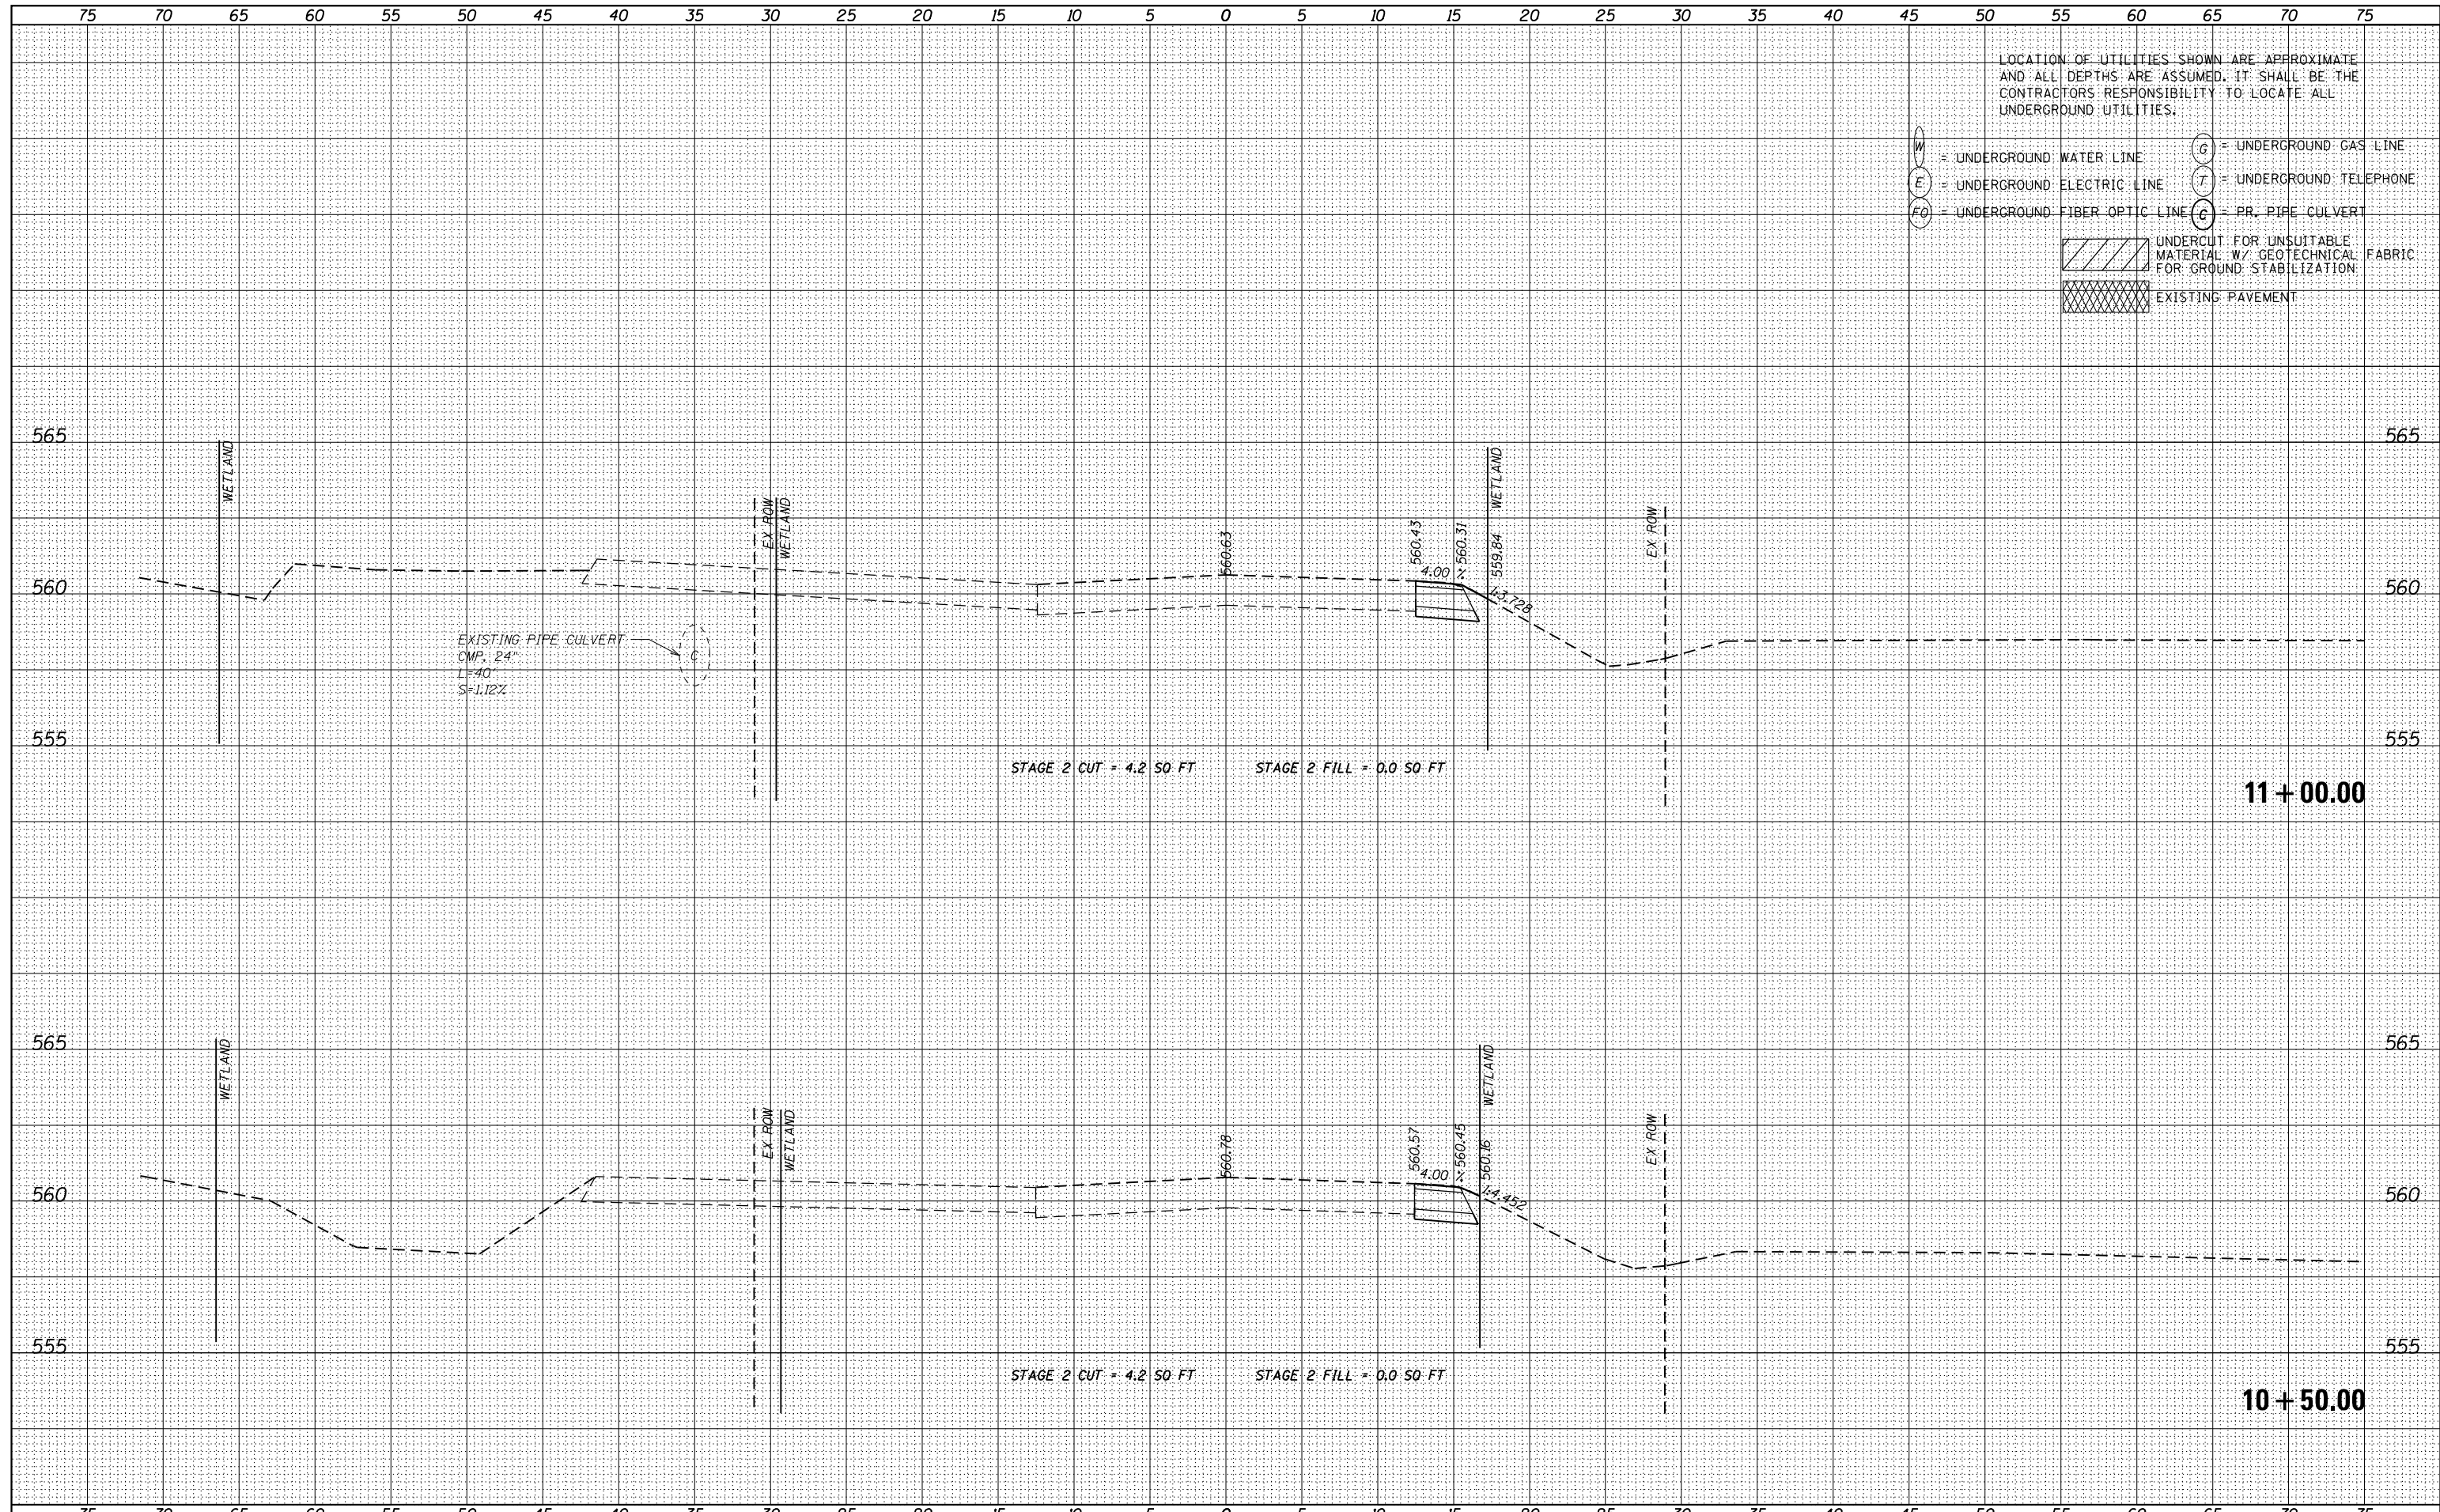 75 70 65 60 55 50 45 40 35 30 25 20 15 10 5 0 5 10 15 20 25 30 35 40 45 50 55 60 65 70 75
LOCATION OF UTILITIES SHOWN ARE APPROXIMATE
AND ALL DEPTHS ARE ASSUMED. IT SHALL BE THE
CONTRACTORS RESPONSIBILITY TO LOCATE ALL
UNDERGROUND UTILITIES.
W = UNDERGROUND WATER LINE
G = UNDERGROUND GAS LINE
E = UNDERGROUND ELECTRIC LINE
T = UNDERGROUND TELEPHONE
FO = UNDERGROUND FIBER OPTIC LINE
C = PR. PIPE CULVERT
UNDERCUT FOR UNSUITABLE
MATERIAL W/ GEOTECHNICAL FABRIC
FOR GROUND STABILIZATION
EXISTING PAVEMENT
565 565
WETLAND
EX ROW
WETLAND
560.63
560.43
4.00 %
560.31
559.84
WETLAND
1:3.728
EX ROW
560 560
EXISTING PIPE CULVERT
CMP, 24"
L=40'
S=1.12%
C
555 555
STAGE 2 CUT = 4.2 SQ FT STAGE 2 FILL = 0.0 SQ FT
11+00.00
565 565
WETLAND
EX ROW
WETLAND
560.78
560.57
4.00 %
560.45
560.16
WETLAND
1:4.452
EX ROW
560 560
555 555
STAGE 2 CUT = 4.2 SQ FT STAGE 2 FILL = 0.0 SQ FT
10+50.00
75 70 65 60 55 50 45 40 35 30 25 20 15 10 5 0 5 10 15 20 25 30 35 40 45 50 55 60 65 70 75